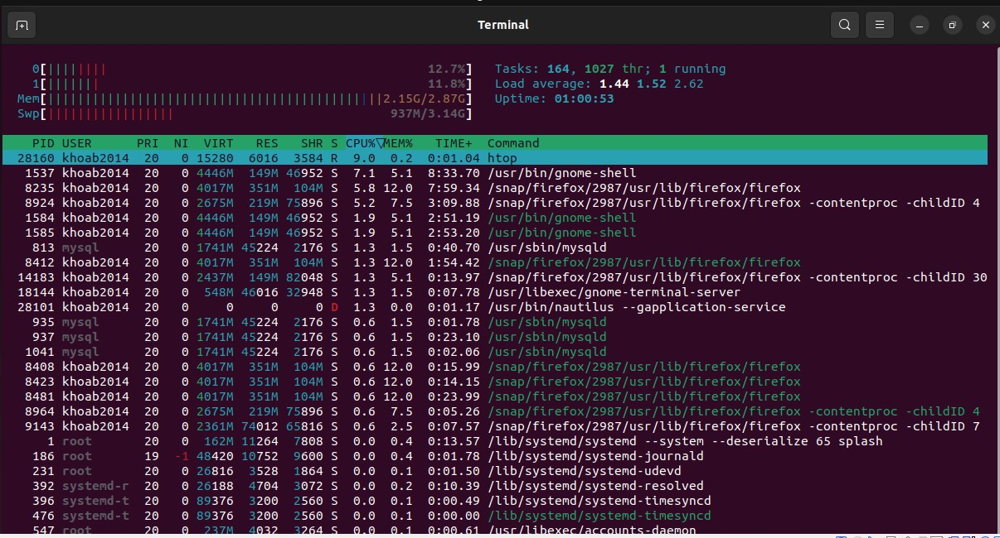 Terminal
0[||||||||| 12.7%] Tasks: 164, 1027 thr; 1 running
1[||||||| 11.8%] Load average: 1.44 1.52 2.62
Mem[||||||||||||||||||||||||||||||||||||||||||||||2.15G/2.87G] Uptime: 01:00:53
Swp[||||||||||||||||| 937M/3.14G]
PID USER PRI NI VIRT RES SHR S CPU%▽MEM% TIME+ Command
28160 khoab2014 20 0 15280 6016 3584 R 9.0 0.2 0:01.04 htop
1537 khoab2014 20 0 4446M 149M 46952 S 7.1 5.1 8:33.70 /usr/bin/gnome-shell
8235 khoab2014 20 0 4017M 351M 104M S 5.8 12.0 7:59.34 /snap/firefox/2987/usr/lib/firefox/firefox
8924 khoab2014 20 0 2675M 219M 75896 S 5.2 7.5 3:09.88 /snap/firefox/2987/usr/lib/firefox/firefox -contentproc -childID 4
1584 khoab2014 20 0 4446M 149M 46952 S 1.9 5.1 2:51.19 /usr/bin/gnome-shell
1585 khoab2014 20 0 4446M 149M 46952 S 1.9 5.1 2:53.20 /usr/bin/gnome-shell
813 mysql 20 0 1741M 45224 2176 S 1.3 1.5 0:40.70 /usr/sbin/mysqld
8412 khoab2014 20 0 4017M 351M 104M S 1.3 12.0 1:54.42 /snap/firefox/2987/usr/lib/firefox/firefox
14183 khoab2014 20 0 2437M 149M 82048 S 1.3 5.1 0:13.97 /snap/firefox/2987/usr/lib/firefox/firefox -contentproc -childID 30
18144 khoab2014 20 0 548M 46016 32948 S 1.3 1.5 0:07.78 /usr/libexec/gnome-terminal-server
28101 khoab2014 20 0 0 0 0 D 1.3 0.0 0:01.17 /usr/bin/nautilus --gapplication-service
935 mysql 20 0 1741M 45224 2176 S 0.6 1.5 0:01.78 /usr/sbin/mysqld
937 mysql 20 0 1741M 45224 2176 S 0.6 1.5 0:23.10 /usr/sbin/mysqld
1041 mysql 20 0 1741M 45224 2176 S 0.6 1.5 0:02.06 /usr/sbin/mysqld
8408 khoab2014 20 0 4017M 351M 104M S 0.6 12.0 0:15.99 /snap/firefox/2987/usr/lib/firefox/firefox
8423 khoab2014 20 0 4017M 351M 104M S 0.6 12.0 0:14.15 /snap/firefox/2987/usr/lib/firefox/firefox
8481 khoab2014 20 0 4017M 351M 104M S 0.6 12.0 0:23.99 /snap/firefox/2987/usr/lib/firefox/firefox
8964 khoab2014 20 0 2675M 219M 75896 S 0.6 7.5 0:05.26 /snap/firefox/2987/usr/lib/firefox/firefox -contentproc -childID 4
9143 khoab2014 20 0 2361M 74012 65816 S 0.6 2.5 0:07.57 /snap/firefox/2987/usr/lib/firefox/firefox -contentproc -childID 7
1 root 20 0 162M 11264 7808 S 0.0 0.4 0:13.57 /lib/systemd/systemd --system --deserialize 65 splash
186 root 19 -1 48420 10752 9600 S 0.0 0.4 0:01.78 /lib/systemd/systemd-journald
231 root 20 0 26816 3528 1864 S 0.0 0.1 0:01.50 /lib/systemd/systemd-udevd
392 systemd-r 20 0 26188 4704 3072 S 0.0 0.2 0:10.39 /lib/systemd/systemd-resolved
396 systemd-t 20 0 89376 3200 2560 S 0.0 0.1 0:00.49 /lib/systemd/systemd-timesyncd
476 systemd-t 20 0 89376 3200 2560 S 0.0 0.1 0:00.00 /lib/systemd/systemd-timesyncd
547 root 20 0 237M 4032 3264 S 0.0 0.1 0:00.61 /usr/libexec/accounts-daemon